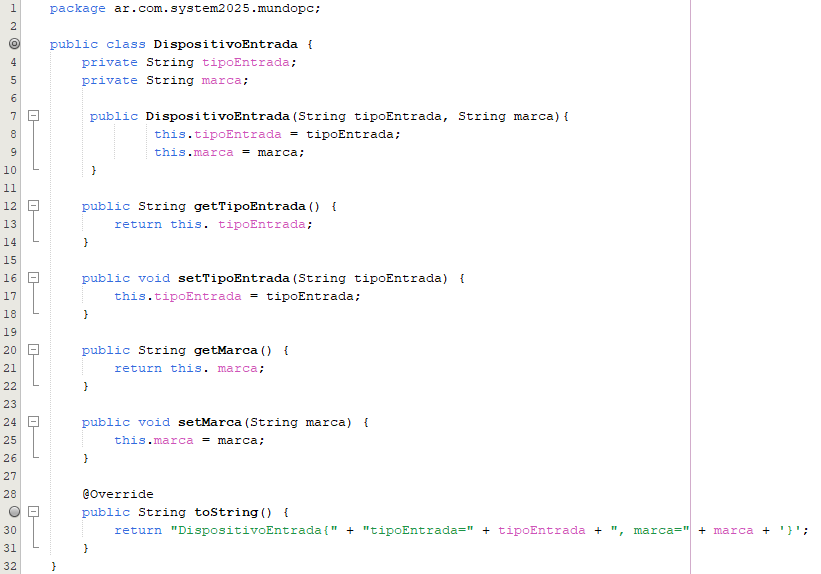 1 package ar.com.system2025.mundopc;
2
public class DispositivoEntrada {
4 private String tipoEntrada;
5 private String marca;
6
7 public DispositivoEntrada(String tipoEntrada, String marca){
8 this.tipoEntrada = tipoEntrada;
9 this.marca = marca;
10 }
11
12 public String getTipoEntrada() {
13 return this. tipoEntrada;
14 }
15
16 public void setTipoEntrada(String tipoEntrada) {
17 this.tipoEntrada = tipoEntrada;
18 }
19
20 public String getMarca() {
21 return this. marca;
22 }
23
24 public void setMarca(String marca) {
25 this.marca = marca;
26 }
27
28 @Override
public String toString() {
30 return "DispositivoEntrada{" + "tipoEntrada=" + tipoEntrada + ", marca=" + marca + '}';
31 }
32 }